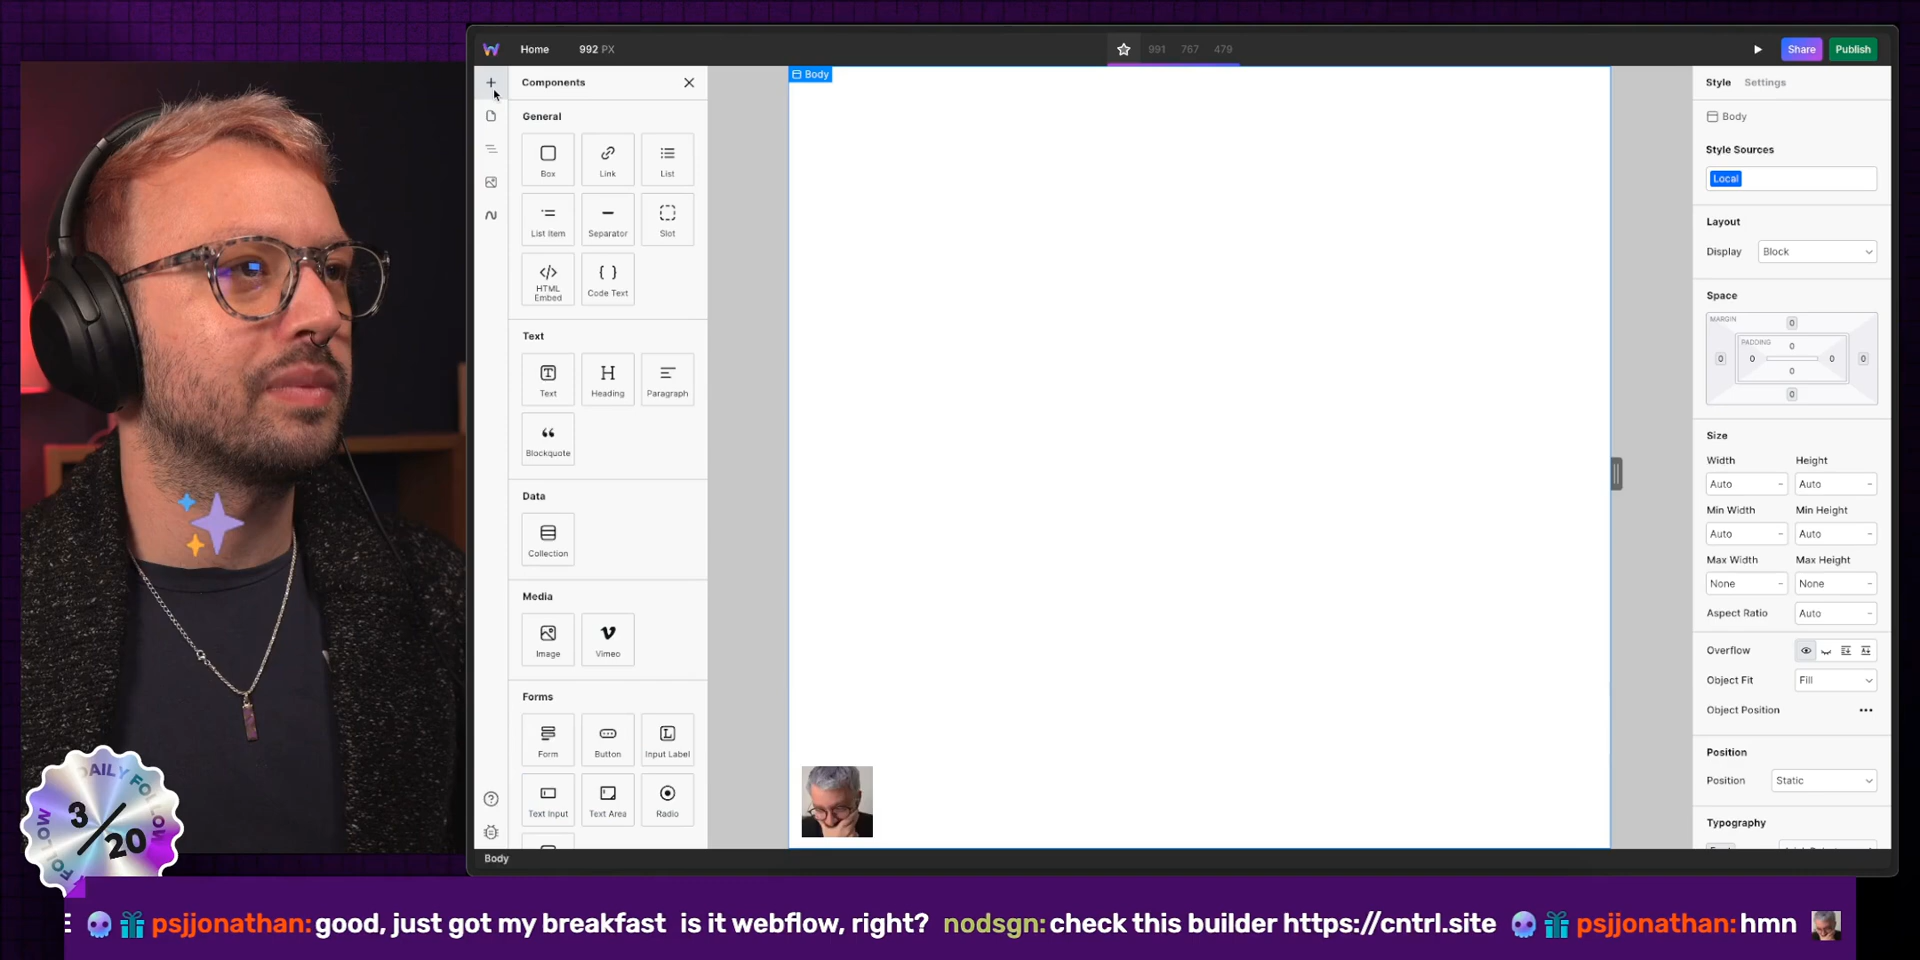 Home 992 PX
991 767 479
Share Publish
Components
General
Box Link List
List Item Separator Slot
HTML Embed Code Text
Text
Text Heading Paragraph
Blockquote
Data
Collection
Media
Image Vimeo
Forms
Form Button Input Label
Text Input Text Area Radio
Body
Body
Style Settings
Body
Style Sources
Local
Layout
Display Block
Space
MARGIN
0
PADDING
0
0 0 0 0
0
0
Size
Width Height
Auto Auto
Min Width Min Height
Auto Auto
Max Width Max Height
None None
Aspect Ratio Auto
Overflow
Object Fit Fill
Object Position
Position
Position Static
Typography
DAILY FOLLOW
3/20
FOLLOW
psjjonathan: good, just got my breakfast is it webflow, right? nodsgn: check this builder https://cntrl.site psjjonathan: hmn